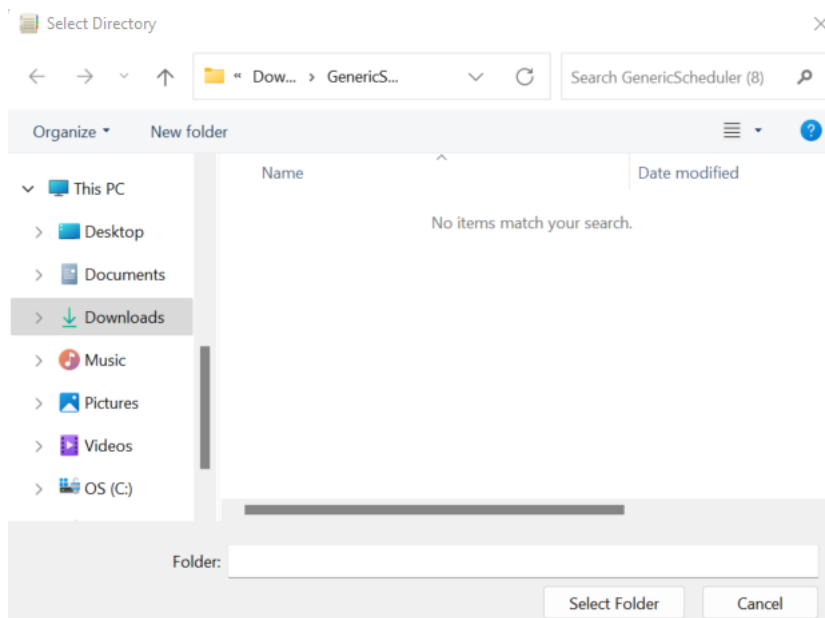 Select Directory
« Dow... › GenericS...
Search GenericScheduler (8)
Organize
New folder
?
Name
Date modified
This PC
No items match your search.
Desktop
Documents
Downloads
Music
Pictures
Videos
OS (C:)
Folder:
Select Folder
Cancel